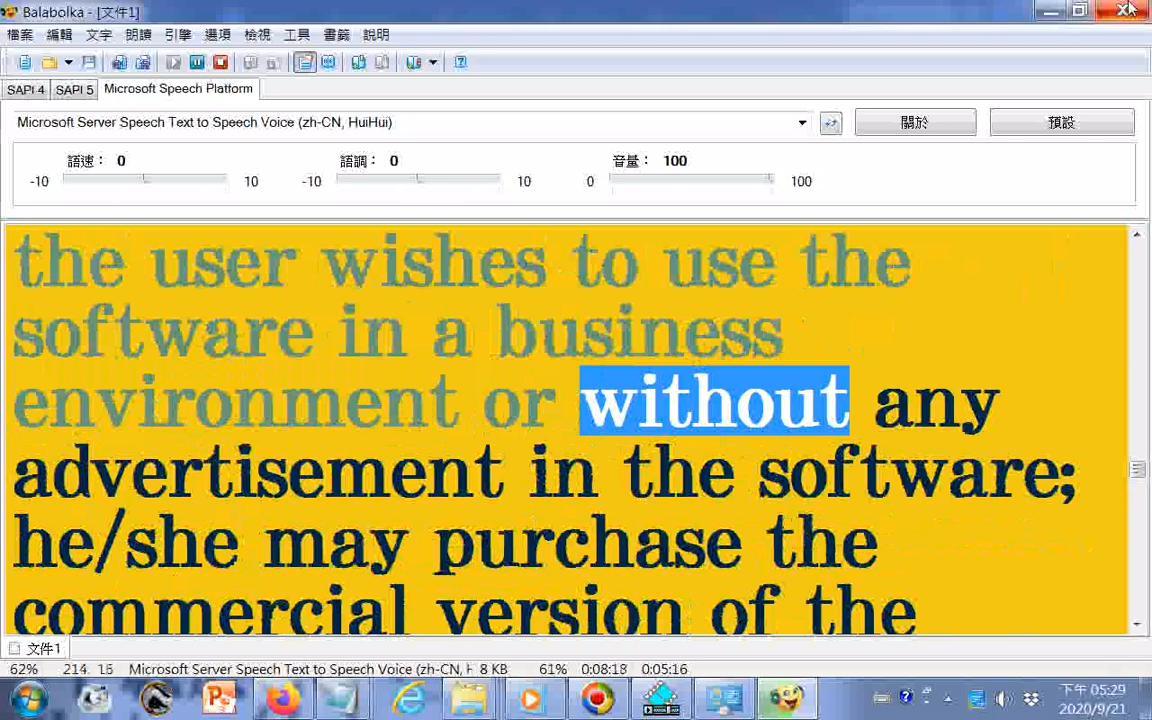 Balabolka - [文件1]
檔案 編輯 文字 朗讀 引擎 選項 檢視 工具 書籤 說明
SAPI 4 SAPI 5 Microsoft Speech Platform
Microsoft Server Speech Text to Speech Voice (zh-CN, HuiHui) 關於 預設
語速： 0 語調： 0 音量： 100
-10 10 -10 10 0 100
the user wishes to use the
software in a business
environment or without any
advertisement in the software;
he/she may purchase the
commercial version of the
文件1
62% 214, 15 Microsoft Server Speech Text to Speech Voice (zh-CN, H 8 KB 61% 0:08:18 0:05:16
下午 05:29
2020/9/21